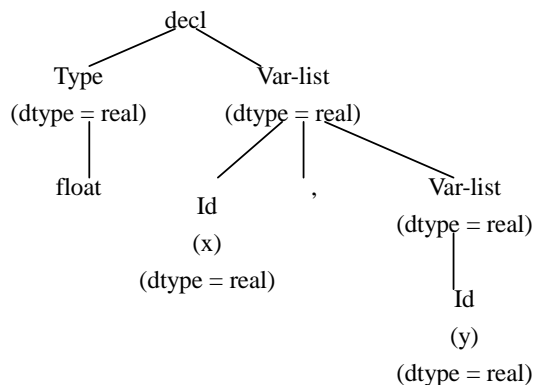 decl
Type Var-list
(dtype = real) (dtype = real)
float , Var-list
Id (dtype = real)
(x)
(dtype = real)
Id
(y)
(dtype = real)